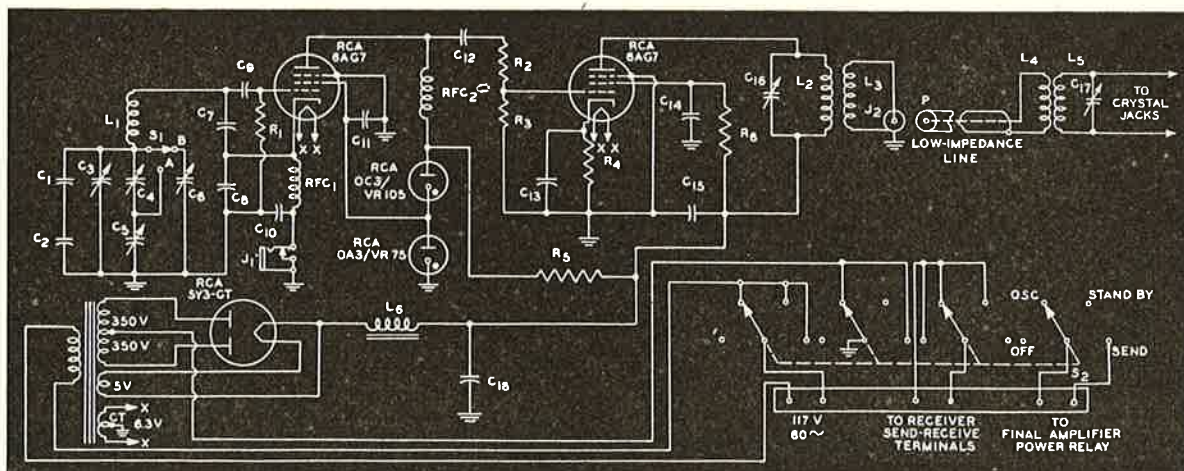 RCA
6AG7
C9
C12
R2
RCA
6AG7
C16
L2
L3
J2
L4
L5
C17
P
TO
CRYSTAL
JACKS
LOW-IMPEDANCE
LINE
L1
S1
B
A
C7
R1
X X
C11
RFC2
R3
C14
R6
X X
R4
C1
C3
C4
C6
C8
RFC1
RCA
OC3/
VR105
C13
C15
C2
C5
C10
J1
RCA
OA3/VR75
R5
RCA
5Y3-GT
350V
350V
L6
C18
5V
CT
6.3V
X
X
OSC
STAND BY
OFF
SEND
S2
117 V
60~
TO RECEIVER
SEND-RECEIVE
TERMINALS
TO
FINAL AMPLIFIER
POWER RELAY